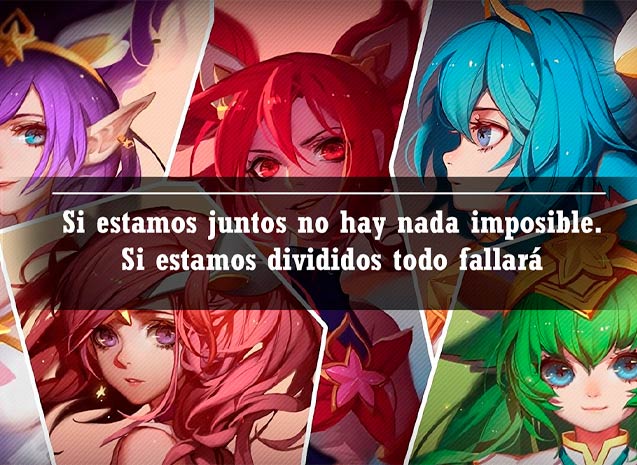 Si estamos juntos no hay nada imposible.
Si estamos divididos todo fallará